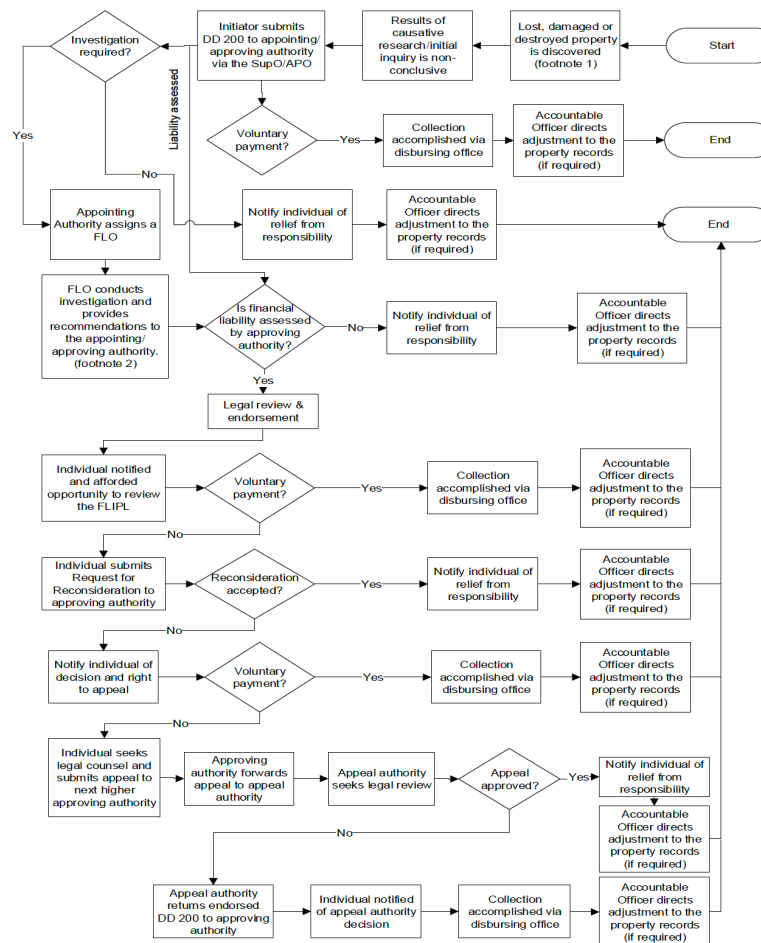 Investigation
required?
Initiator submits
DD 200 to appointing/
approving authority
via the SupO/APO
Results of
causative
research/initial
inquiry is non-
conclusive
Lost, damaged or
destroyed property
is discovered
(footnote 1)
Start
Liability assessed
Yes
No
Voluntary
payment?
Yes
Collection
accomplished via
disbursing office
Accountable
Officer directs
adjustment to the
property records
(if required)
End
Appointing
Authority assigns a
FLO
Notify individual of
relief from
responsibility
Accountable
Officer directs
adjustment to the
property records
(if required)
End
FLO conducts
investigation and
provides
recommendations to
the appointing/
approving authority.
(footnote 2)
Is financial
liability assessed
by approving
authority?
No
Notify individual of
relief from
responsibility
Accountable
Officer directs
adjustment to the
property records
(if required)
Yes
Legal review &
endorsement
Individual notified
and afforded
opportunity to review
the FLIPL
Voluntary
payment?
Yes
Collection
accomplished via
disbursing office
Accountable
Officer directs
adjustment to the
property records
(if required)
No
Individual submits
Request for
Reconsideration to
approving authority
Reconsideration
accepted?
Yes
Notify individual of
relief from
responsibility
Accountable
Officer directs
adjustment to the
property records
(if required)
No
Notify individual of
decision and right to
appeal
Voluntary
payment?
Yes
Collection
accomplished via
disbursing office
Accountable
Officer directs
adjustment to the
property records
(if required)
No
Individual seeks
legal counsel and
submits appeal to
next higher
approving authority
Approving
authority forwards
appeal to appeal
authority
Appeal authority
seeks legal review
Appeal
approved?
Yes
Notify individual of
relief from
responsibility
Accountable
Officer directs
adjustment to the
property records
(if required)
No
Appeal authority
returns endorsed
DD 200 to approving
authority
Individual notified
of appeal authority
decision
Collection
accomplished via
disbursing office
Accountable
Officer directs
adjustment to the
property records
(if required)